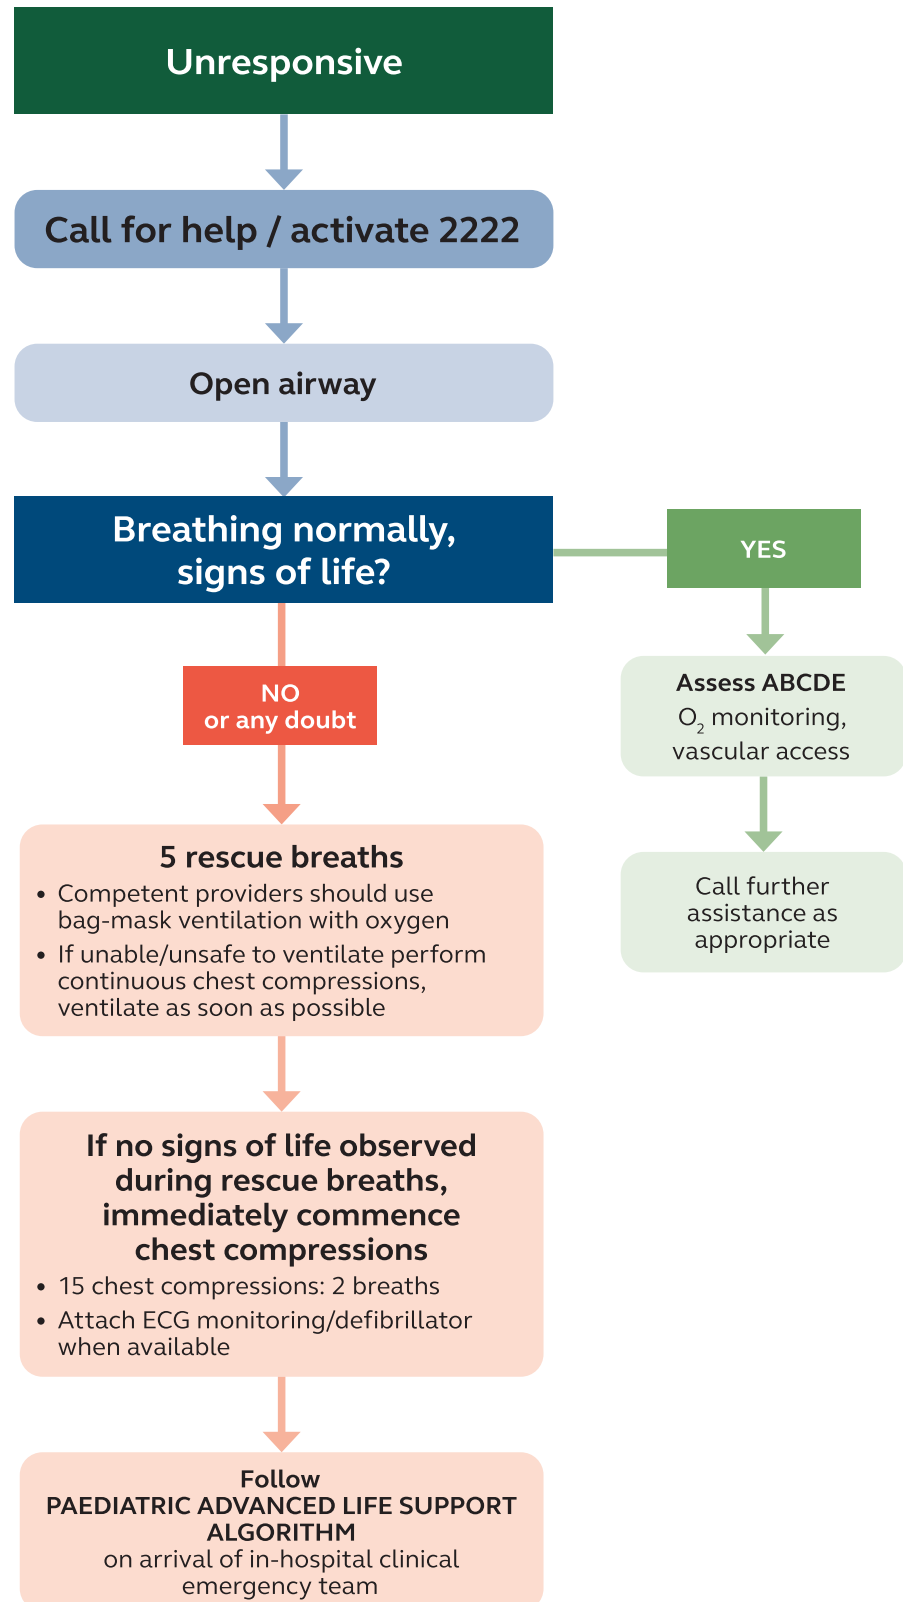 Unresponsive
Call for help / activate 2222
Open airway
Breathing normally,
signs of life?
YES
NO
or any doubt
Assess ABCDE
O₂ monitoring,
vascular access
Call further
assistance as
appropriate
5 rescue breaths
• Competent providers should use
bag-mask ventilation with oxygen
• If unable/unsafe to ventilate perform
continuous chest compressions,
ventilate as soon as possible
If no signs of life observed
during rescue breaths,
immediately commence
chest compressions
• 15 chest compressions: 2 breaths
• Attach ECG monitoring/defibrillator
when available
Follow
PAEDIATRIC ADVANCED LIFE SUPPORT
ALGORITHM
on arrival of in-hospital clinical
emergency team